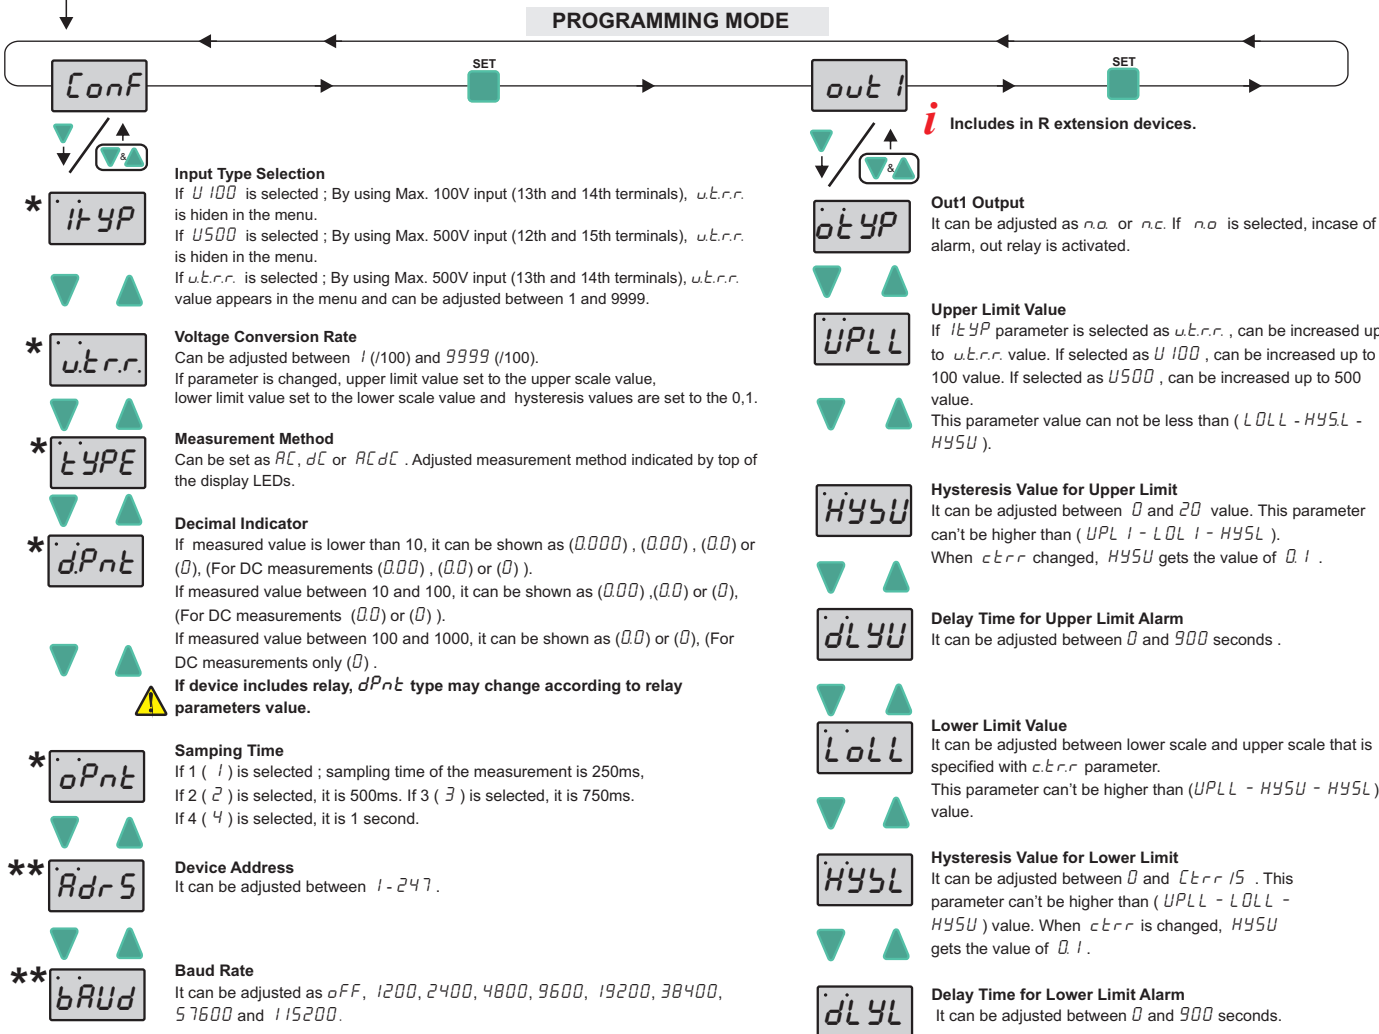 PROGRAMMING MODE
ConF
SET
out 1
SET
i Includes in R extension devices.
&
&
Input Type Selection
* ItYP
If U100 is selected ; By using Max. 100V input (13th and 14th terminals), u.t.r.r.
is hiden in the menu.
If U500 is selected ; By using Max. 500V input (12th and 15th terminals), u.t.r.r.
is hiden in the menu.
If u.t.r.r. is selected ; By using Max. 500V input (13th and 14th terminals), u.t.r.r.
value appears in the menu and can be adjusted between 1 and 9999.
Voltage Conversion Rate
* u.t.r.r.
Can be adjusted between 1 (/100) and 9999 (/100).
If parameter is changed, upper limit value set to the upper scale value,
lower limit value set to the lower scale value and hysteresis values are set to the 0,1.
Measurement Method
* tYPE
Can be set as AC, dC or ACdC . Adjusted measurement method indicated by top of
the display LEDs.
Decimal Indicator
* d.Pnt
If measured value is lower than 10, it can be shown as (0.000) , (0.00) , (0.0) or
(0), (For DC measurements (0.00) , (0.0) or (0) ).
If measured value between 10 and 100, it can be shown as (0.00) ,(0.0) or (0),
(For DC measurements (0.0) or (0) ).
If measured value between 100 and 1000, it can be shown as (0.0) or (0), (For
DC measurements only (0) .
If device includes relay, dPnt type may change according to relay
parameters value.
Samping Time
* oPnt
If 1 ( 1 ) is selected ; sampling time of the measurement is 250ms,
If 2 ( 2 ) is selected, it is 500ms. If 3 ( 3 ) is selected, it is 750ms.
If 4 ( 4 ) is selected, it is 1 second.
Device Address
** AdrS
It can be adjusted between 1 - 247 .
Baud Rate
** bAUd
It can be adjusted as oFF, 1200, 2400, 4800, 9600, 19200, 38400,
57600 and 115200.
Out1 Output
otYP
It can be adjusted as n.o. or n.c. If n.o is selected, incase of
alarm, out relay is activated.
Upper Limit Value
UPLL
If ItYP parameter is selected as u.t.r.r. , can be increased up
to u.t.r.r. value. If selected as U100 , can be increased up to
100 value. If selected as U500 , can be increased up to 500
value.
This parameter value can not be less than ( LOLL - HYS.L -
HYSU ).
Hysteresis Value for Upper Limit
HYSU
It can be adjusted between 0 and 20 value. This parameter
can't be higher than ( UPL 1 - LOL 1 - HYSL ).
When ctrr changed, HYSU gets the value of 0.1 .
Delay Time for Upper Limit Alarm
dLYU
It can be adjusted between 0 and 900 seconds .
Lower Limit Value
LoLL
It can be adjusted between lower scale and upper scale that is
specified with c.t.r.r parameter.
This parameter can't be higher than (UPLL - HYSU - HYSL )
value.
Hysteresis Value for Lower Limit
HYSL
It can be adjusted between 0 and Ctrr/5 . This
parameter can't be higher than ( UPLL - LOLL -
HYSU ) value. When ctrr is changed, HYSU
gets the value of 0.1 .
Delay Time for Lower Limit Alarm
dLYL
It can be adjusted between 0 and 900 seconds.